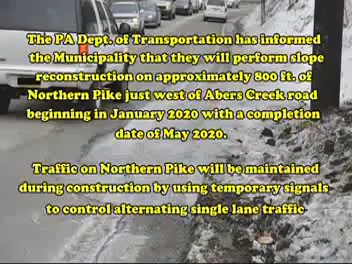 The PA Dept. of Transportation has informed
the Municipality that they will perform slope
reconstruction on approximately 800 ft. of
Northern Pike just west of Abers Creek road
beginning in January 2020 with a completion
date of May 2020.
Traffic on Northern Pike will be maintained
during construction by using temporary signals
to control alternating single lane traffic